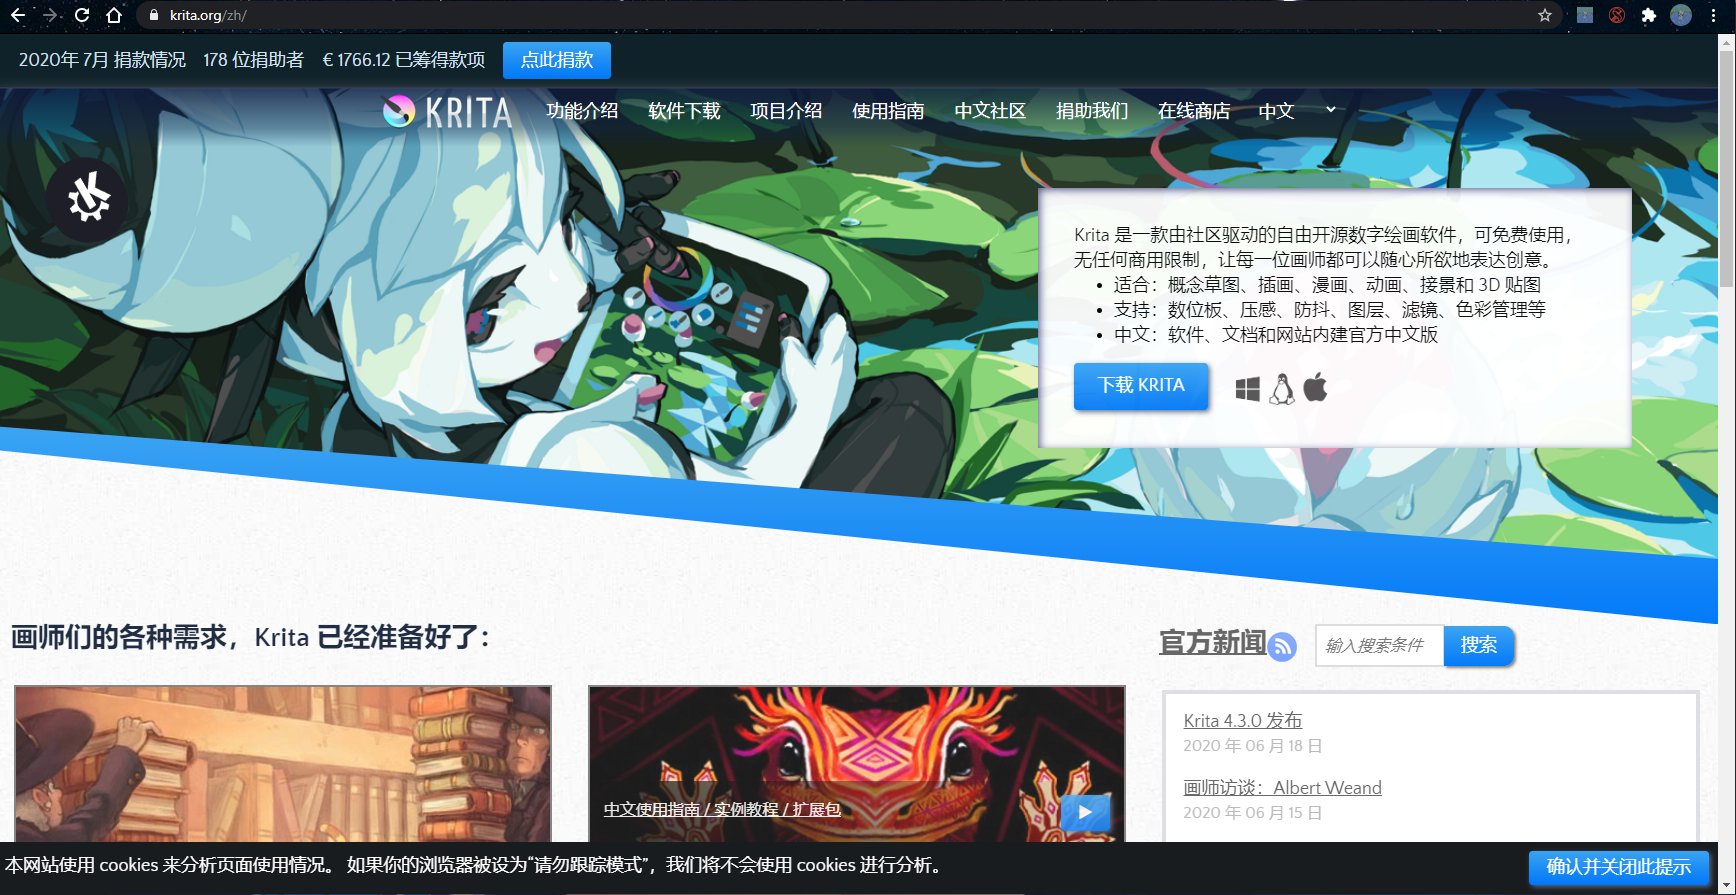 krita.org/zh/
2020年 7月 捐款情况 178 位捐助者 € 1766.12 已筹得款项 点此捐款
KRITA 功能介绍 软件下载 项目介绍 使用指南 中文社区 捐助我们 在线商店 中文
Krita 是一款由社区驱动的自由开源数字绘画软件，可免费使用，
无任何商用限制，让每一位画师都可以随心所欲地表达创意。
• 适合：概念草图、插画、漫画、动画、接景和 3D 贴图
• 支持：数位板、压感、防抖、图层、滤镜、色彩管理等
• 中文：软件、文档和网站内建官方中文版
下载 KRITA
画师们的各种需求，Krita 已经准备好了：
官方新闻 输入搜索条件 搜索
Krita 4.3.0 发布
2020 年 06 月 18 日
画师访谈：Albert Weand
2020 年 06 月 15 日
中文使用指南 / 实例教程 / 扩展包
本网站使用 cookies 来分析页面使用情况。 如果你的浏览器被设为“请勿跟踪模式”，我们将不会使用 cookies 进行分析。
确认并关闭此提示